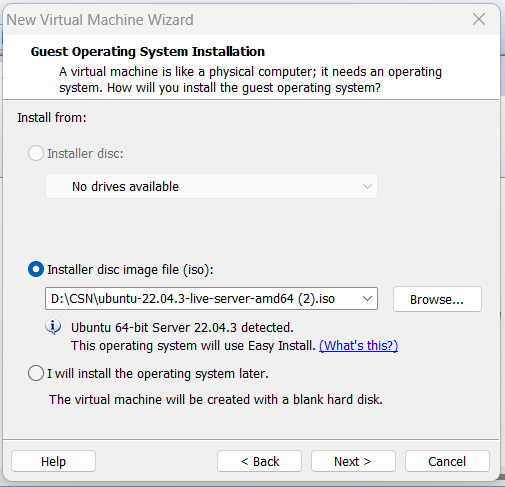 New Virtual Machine Wizard
Guest Operating System Installation
A virtual machine is like a physical computer; it needs an operating
system. How will you install the guest operating system?
Install from:
Installer disc:
No drives available
Installer disc image file (iso):
D:\CSN\ubuntu-22.04.3-live-server-amd64 (2).iso
Browse...
Ubuntu 64-bit Server 22.04.3 detected.
This operating system will use Easy Install. (What's this?)
I will install the operating system later.
The virtual machine will be created with a blank hard disk.
Help
< Back
Next >
Cancel